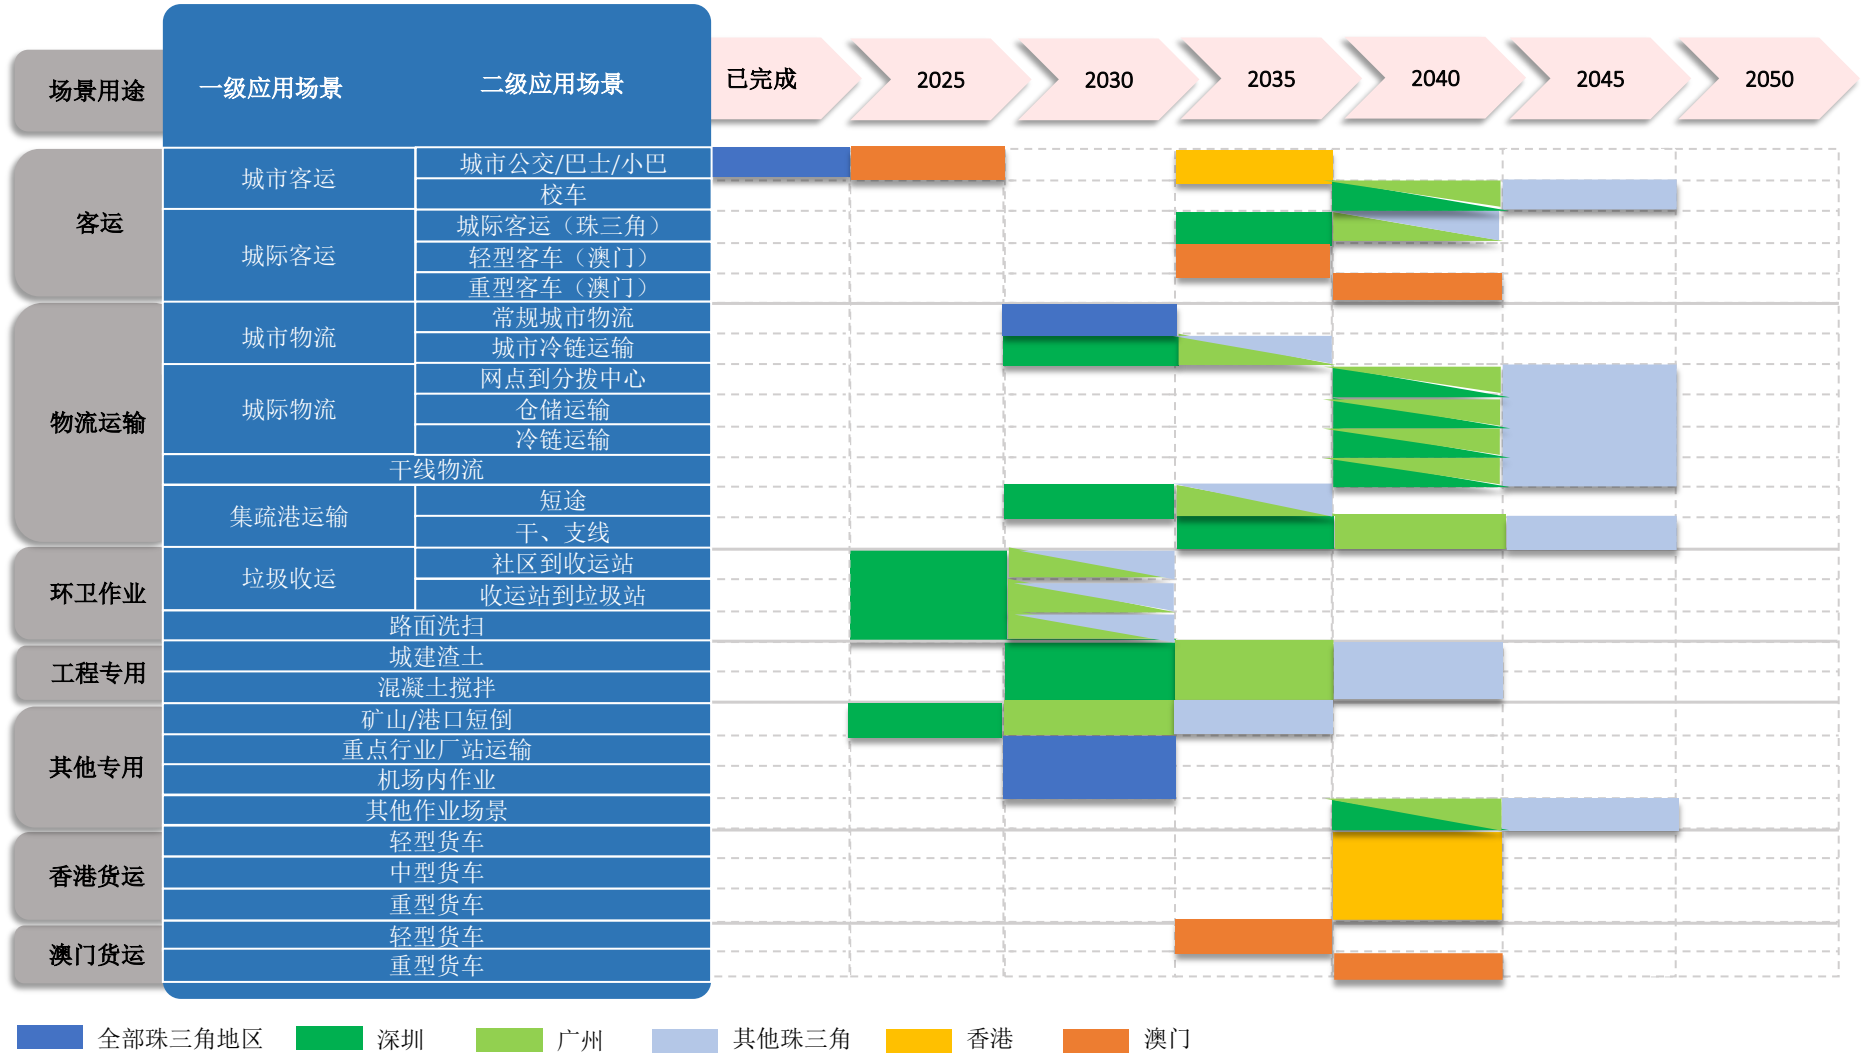 场景用途
一级应用场景
二级应用场景
已完成
2025
2030
2035
2040
2045
2050
客运
城市客运
城市公交/巴士/小巴
校车
城际客运
城际客运（珠三角）
轻型客车（澳门）
重型客车（澳门）
物流运输
城市物流
常规城市物流
城市冷链运输
城际物流
网点到分拨中心
仓储运输
冷链运输
干线物流
集疏港运输
短途
干、支线
环卫作业
垃圾收运
社区到收运站
收运站到垃圾站
路面洗扫
工程专用
城建渣土
混凝土搅拌
其他专用
矿山/港口短倒
重点行业厂站运输
机场内作业
其他作业场景
香港货运
轻型货车
中型货车
重型货车
澳门货运
轻型货车
重型货车
全部珠三角地区
深圳
广州
其他珠三角
香港
澳门